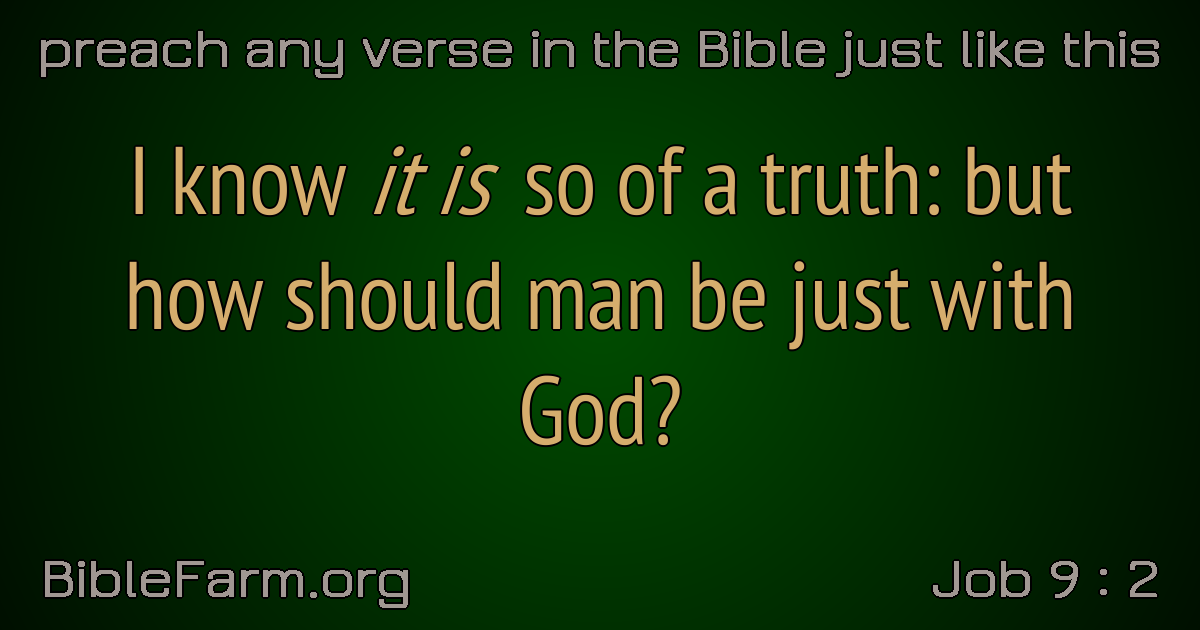 preach any verse in the Bible just like this
I know it is so of a truth: but
how should man be just with
God?
BibleFarm.org
Job 9 : 2